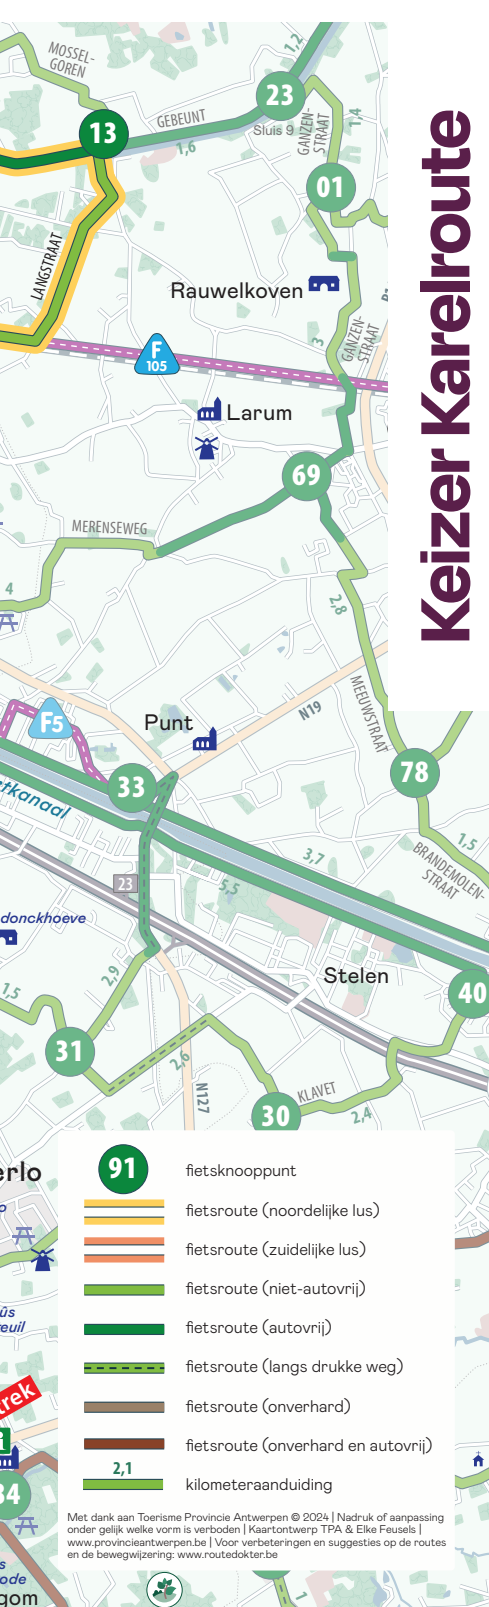 Keizer Karelroute
MOSSEL-
GOREN
1,2
23
GEBEUNT
Sluis 9
GANZEN-
STRAAT
1,4
13
1,6
01
LANGSTRAAT
Rauwelkoven
3
GANZEN-
STRAAT
F
105
Larum
69
MERENSEWEG
4
2,8
MEEUWSTRAAT
N19
Punt
F5
33
78
1,5
BRANDEMOLEN-
STRAAT
3,7
5,5
23
donckhoeve
Stelen
2,9
1,5
40
31
2,6
N127
KLAVET
30
2,4
erlo
91
fietsknooppunt
fietsroute (noordelijke lus)
fietsroute (zuidelijke lus)
fietsroute (niet-autovrij)
fietsroute (autovrij)
fietsroute (langs drukke weg)
fietsroute (onverhard)
fietsroute (onverhard en autovrij)
2,1
kilometeraanduiding
Met dank aan Toerisme Provincie Antwerpen © 2024 | Nadruk of aanpassing
onder gelijk welke vorm is verboden | Kaartontwerp TPA & Elke Feusels |
www.provincieantwerpen.be | Voor verbeteringen en suggesties op de routes
en de bewegwijzering: www.routedokter.be
trek
34
ode
gom
1